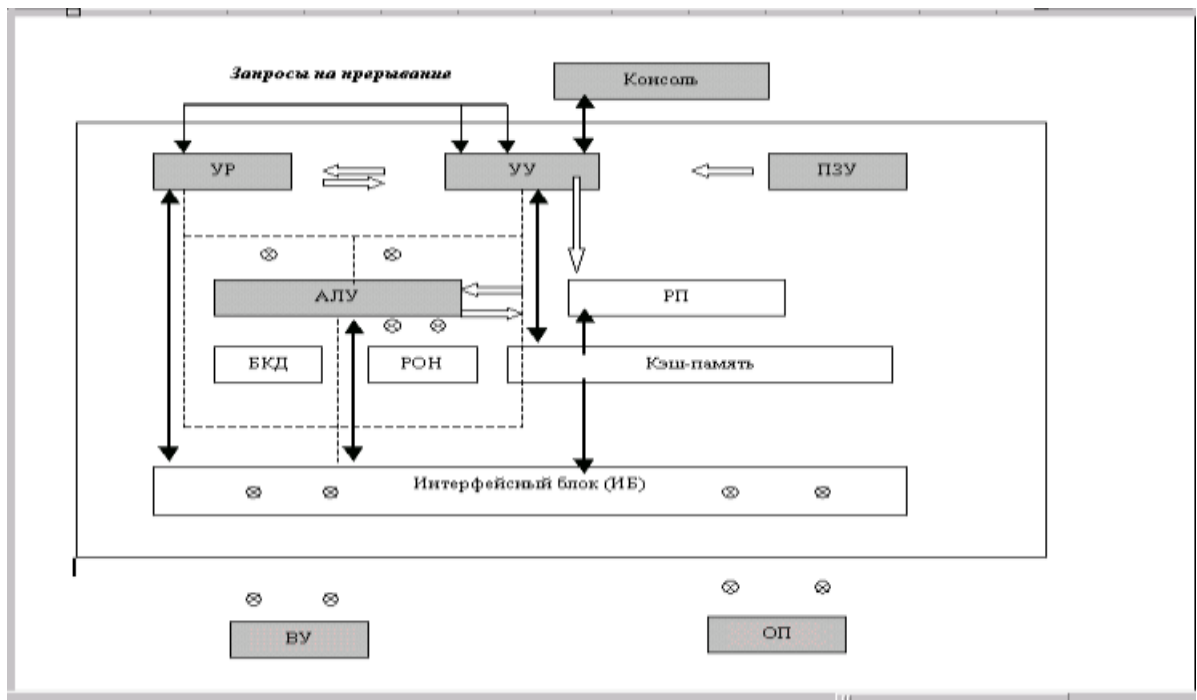 Запросы на прерывание
Консоль
УР
УУ
ПЗУ
АЛУ
РП
БКД
РОН
Кэш-память
Интерфейсный блок (ИБ)
ВУ
ОП